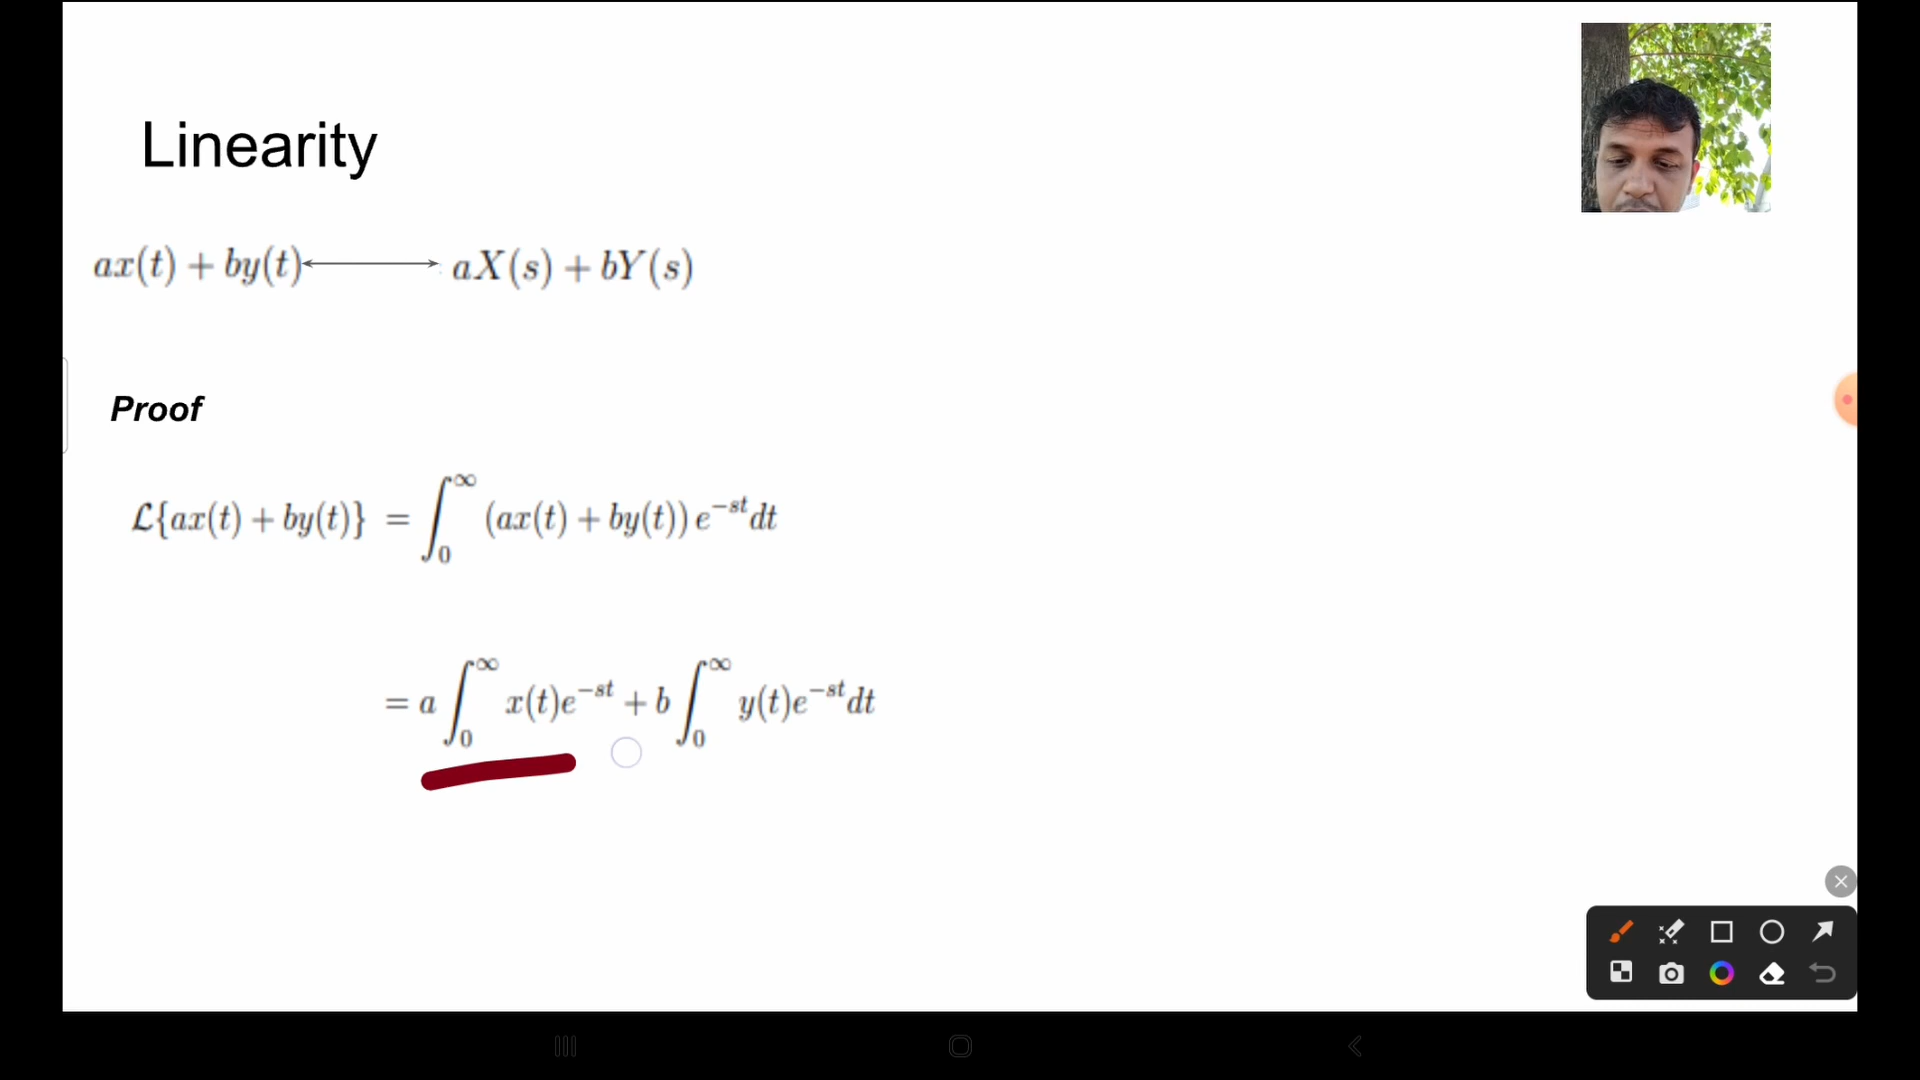 Linearity
ax(t) + by(t) ⟷ aX(s) + bY(s)
Proof
ℒ{ax(t) + by(t)} = ∫₀^∞ (ax(t) + by(t)) e^{−st} dt
= a ∫₀^∞ x(t)e^{−st} + b ∫₀^∞ y(t)e^{−st} dt